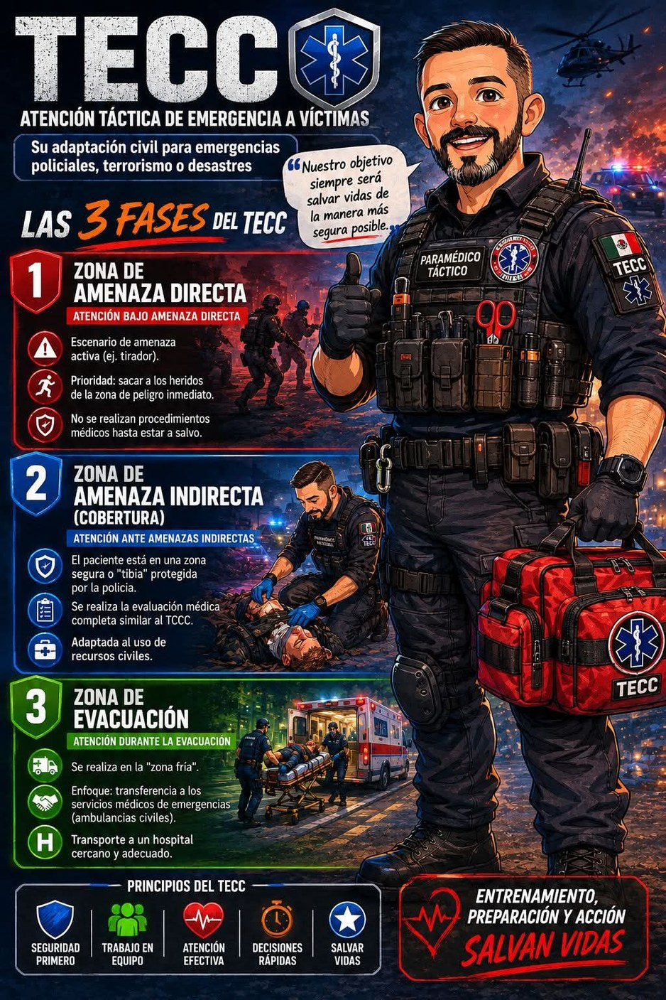 TECC
ATENCIÓN TÁCTICA DE EMERGENCIA A VÍCTIMAS
Su adaptación civil para emergencias
policiales, terrorismo o desastres
"Nuestro objetivo
siempre será
salvar vidas de
la manera más
segura posible."
LAS 3 FASES DEL TECC
PARAMÉDICO
TÁCTICO
TECC
1
ZONA DE
AMENAZA DIRECTA
ATENCIÓN BAJO AMENAZA DIRECTA
Escenario de amenaza
activa (ej. tirador).
Prioridad: sacar a los heridos
de la zona de peligro inmediato.
No se realizan procedimientos
médicos hasta estar a salvo.
2
ZONA DE
AMENAZA INDIRECTA
(COBERTURA)
ATENCIÓN ANTE AMENAZAS INDIRECTAS
El paciente está en una zona
segura o "tibia" protegida
por la policia.
Se realiza la evaluación médica
completa similar al TCCC.
Adaptada al uso de
recursos civiles.
TECC
TECC
3
ZONA DE
EVACUACIÓN
ATENCIÓN DURANTE LA EVACUACIÓN
Se realiza en la "zona fría".
Enfoque: transferencia a los
servicios médicos de emergencias
(ambulancias civiles).
H
Transporte a un hospital
cercano y adecuado.
PRINCIPIOS DEL TECC
SEGURIDAD
PRIMERO
TRABAJO EN
EQUIPO
ATENCIÓN
EFECTIVA
DECISIONES
RÁPIDAS
SALVAR
VIDAS
ENTRENAMIENTO,
PREPARACIÓN Y ACCIÓN
SALVAN VIDAS